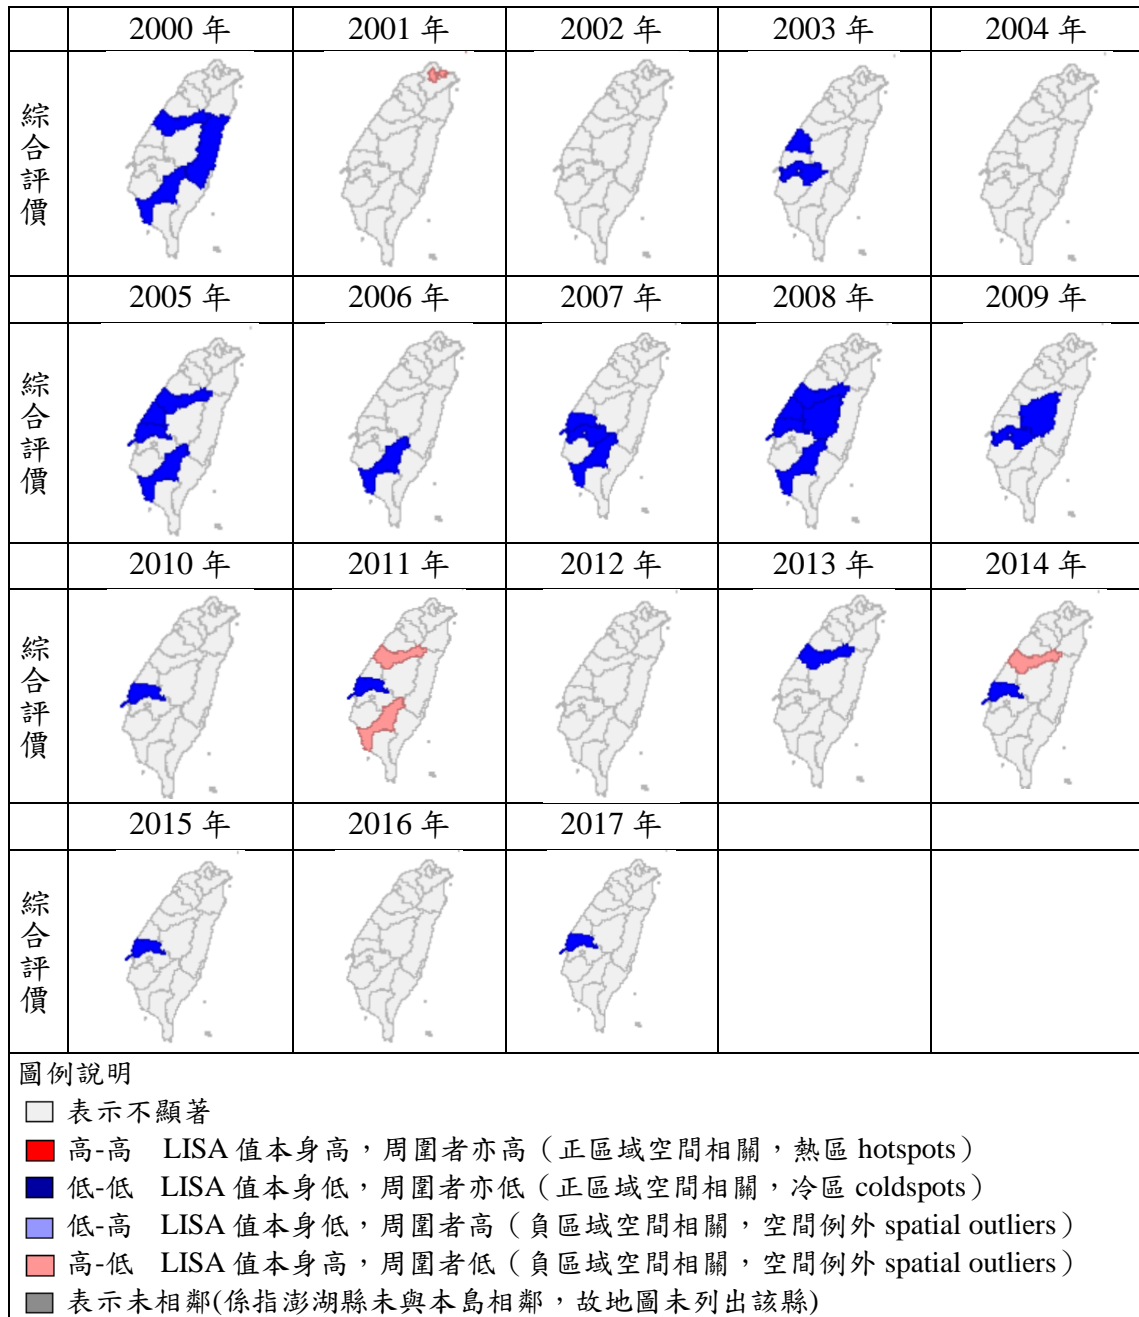 2000 年 2001 年 2002 年 2003 年 2004 年
綜合評價
2005 年 2006 年 2007 年 2008 年 2009 年
綜合評價
2010 年 2011 年 2012 年 2013 年 2014 年
綜合評價
2015 年 2016 年 2017 年
綜合評價
圖例說明
表示不顯著
高-高 LISA 值本身高，周圍者亦高（正區域空間相關，熱區 hotspots）
低-低 LISA 值本身低，周圍者亦低（正區域空間相關，冷區 coldspots）
低-高 LISA 值本身低，周圍者高（負區域空間相關，空間例外 spatial outliers）
高-低 LISA 值本身高，周圍者低（負區域空間相關，空間例外 spatial outliers）
表示未相鄰(係指澎湖縣未與本島相鄰，故地圖未列出該縣)